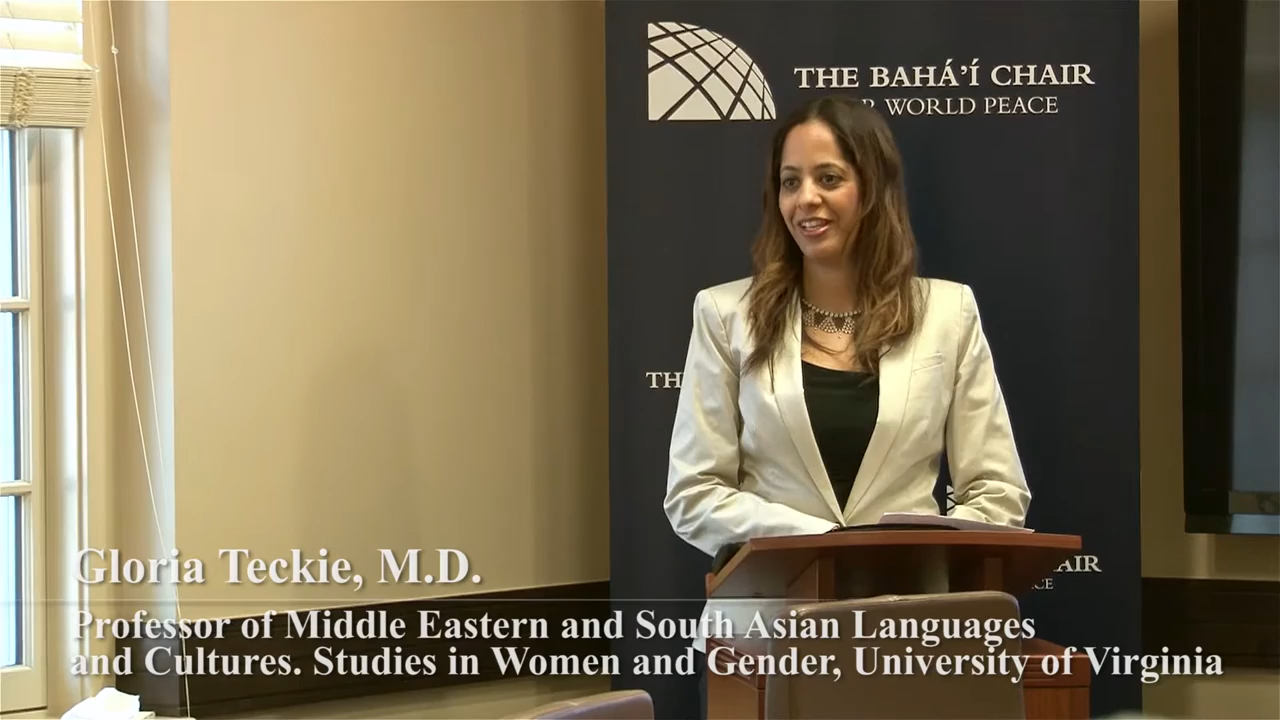 THE BAHÁ’Í CHAIR
WORLD PEACE
Gloria Teckie, M.D.
Professor of Middle Eastern and South Asian Languages
and Cultures. Studies in Women and Gender, University of Virginia